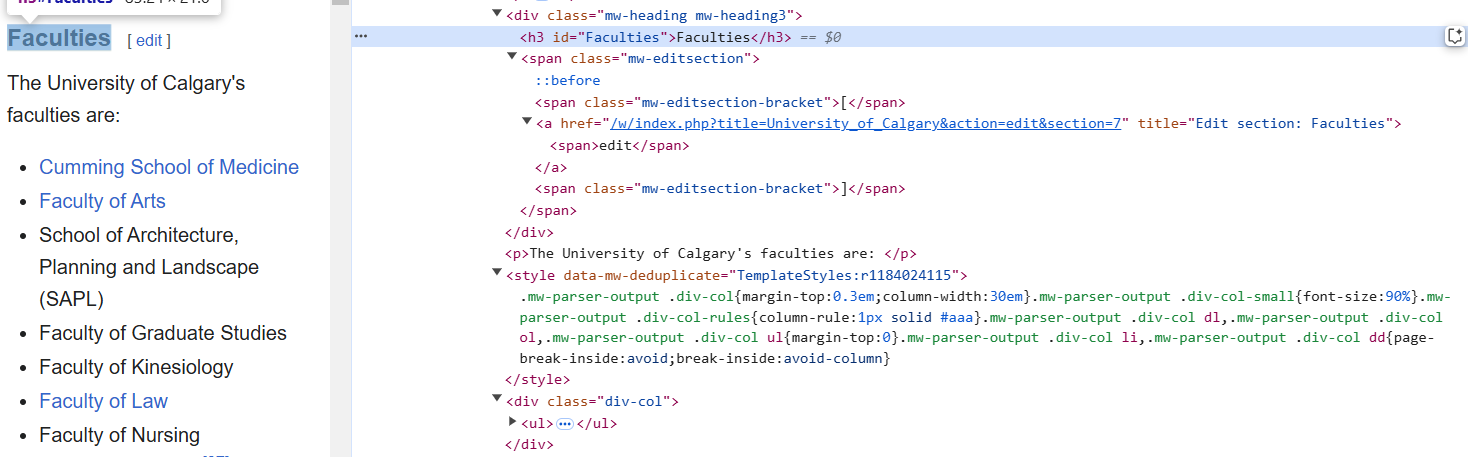 Faculties [ edit ]
The University of Calgary's
faculties are:
Cumming School of Medicine
Faculty of Arts
School of Architecture,
Planning and Landscape
(SAPL)
Faculty of Graduate Studies
Faculty of Kinesiology
Faculty of Law
Faculty of Nursing
<div class="mw-heading mw-heading3">
<h3 id="Faculties">Faculties</h3> == $0
<span class="mw-editsection">
::before
<span class="mw-editsection-bracket">[</span>
<a href="/w/index.php?title=University_of_Calgary&action=edit&section=7" title="Edit section: Faculties">
<span>edit</span>
</a>
<span class="mw-editsection-bracket">]</span>
</span>
</div>
<p>The University of Calgary's faculties are: </p>
<style data-mw-deduplicate="TemplateStyles:r1184024115">
.mw-parser-output .div-col{margin-top:0.3em;column-width:30em}.mw-parser-output .div-col-small{font-size:90%}.mw-
parser-output .div-col-rules{column-rule:1px solid #aaa}.mw-parser-output .div-col dl,.mw-parser-output .div-col
ol,.mw-parser-output .div-col ul{margin-top:0}.mw-parser-output .div-col li,.mw-parser-output .div-col dd{page-
break-inside:avoid;break-inside:avoid-column}
</style>
<div class="div-col">
<ul>…</ul>
</div>